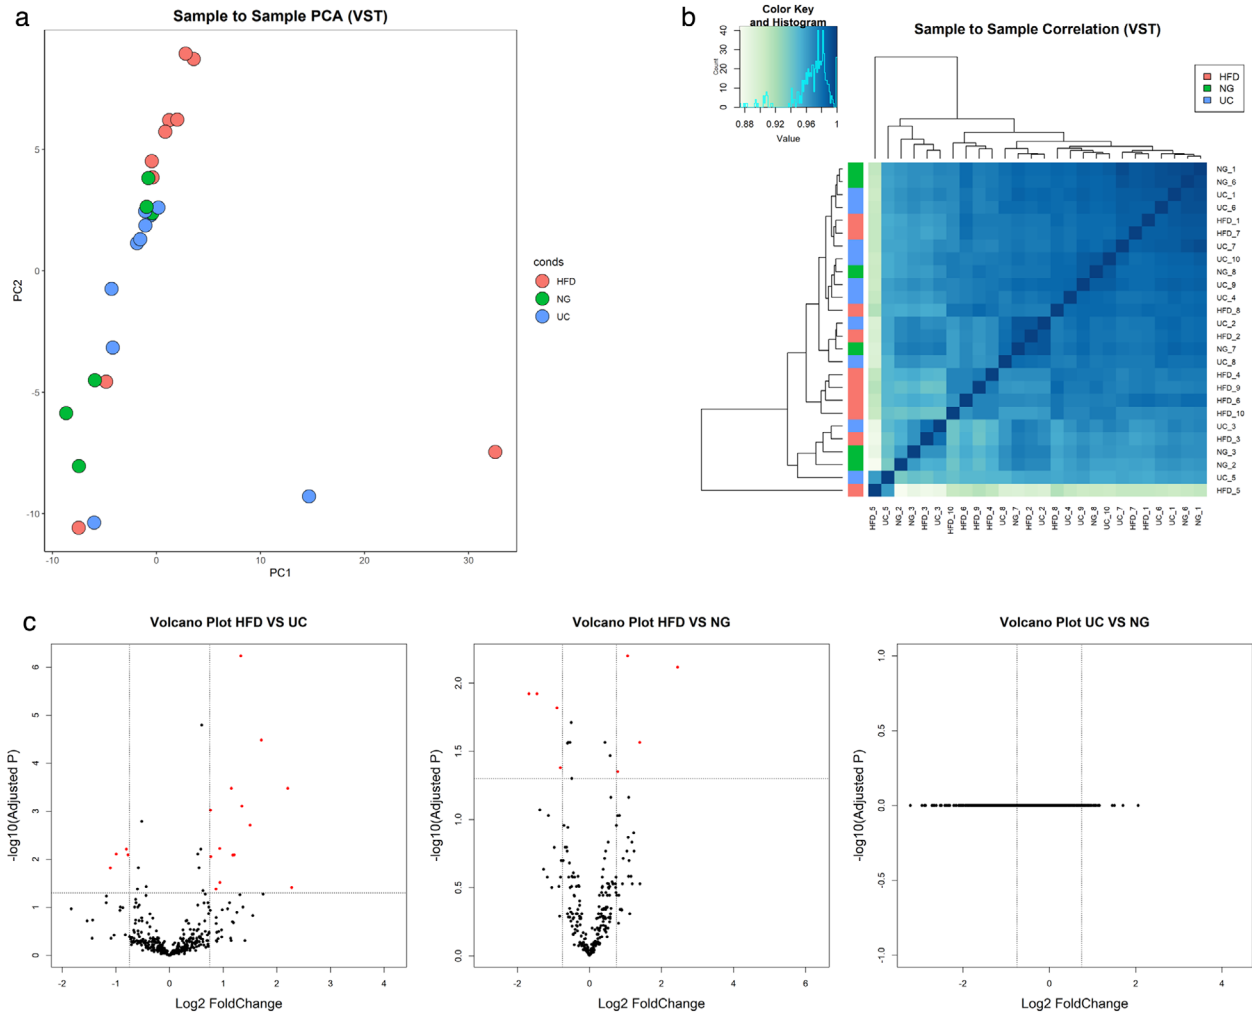 a
Sample to Sample PCA (VST)
5
0
-5
-10
PC2
-10
0
10
20
30
PC1
conds
HFD
NG
UC
b
Color Key
and Histogram
40
30
20
10
0
Count
0.88
0.92
0.96
1
Value
Sample to Sample Correlation (VST)
HFD
NG
UC
NG_1
NG_6
UC_1
UC_6
HFD_1
HFD_7
UC_7
UC_10
NG_8
UC_9
UC_4
HFD_8
UC_2
HFD_2
NG_7
UC_8
HFD_4
HFD_9
HFD_6
HFD_10
UC_3
HFD_3
NG_3
NG_2
UC_5
HFD_5
HFD_5
UC_5
NG_2
NG_3
HFD_3
UC_3
HFD_10
HFD_6
HFD_9
HFD_4
UC_8
NG_7
HFD_2
UC_2
HFD_8
UC_4
UC_9
NG_8
UC_10
UC_7
HFD_7
HFD_1
UC_6
UC_1
NG_6
NG_1
c
Volcano Plot HFD VS UC
6
5
4
3
2
1
0
-log10(Adjusted P)
-2
-1
0
1
2
3
4
Log2 FoldChange
Volcano Plot HFD VS NG
2.0
1.5
1.0
0.5
0.0
-log10(Adjusted P)
-2
0
2
4
6
Log2 FoldChange
Volcano Plot UC VS NG
1.0
0.5
0.0
-0.5
-1.0
-log10(Adjusted P)
-2
0
2
4
Log2 FoldChange